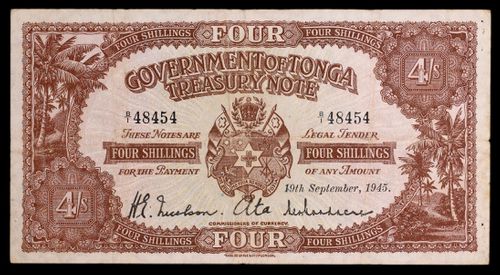 FOUR
FOUR SHILLINGS FOUR SHILLINGS
GOVERNMENT OF TONGA
TREASURY NOTE
4/S
B/1 48454 B/1 48454
THESE NOTES ARE LEGAL TENDER
FOUR SHILLINGS FOUR SHILLINGS
FOR THE PAYMENT OF ANY AMOUNT
19th September, 1945.
4/S
Ata
COMMISSIONERS OF CURRENCY.
FOUR SHILLINGS FOUR SHILLINGS
FOUR